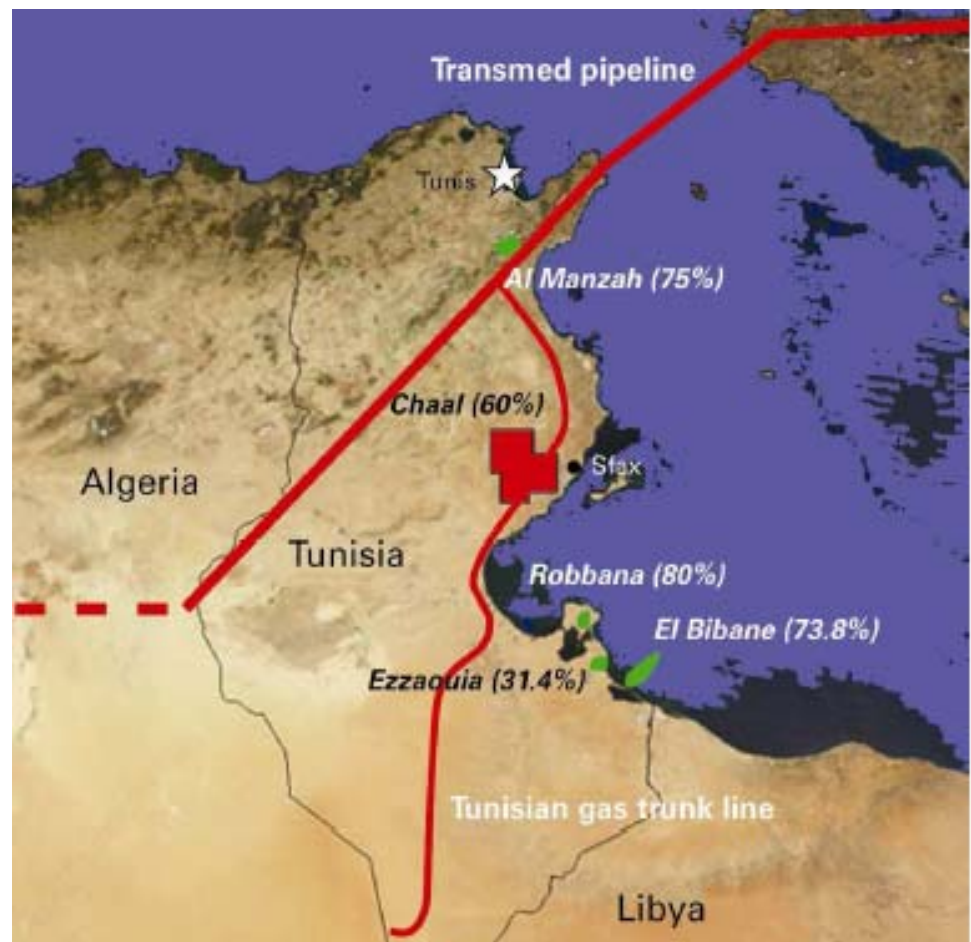 Transmed pipeline
Tunis
Al Manzah (75%)
Chaal (60%)
Sfax
Algeria
Tunisia
Robbana (80%)
El Bibane (73.8%)
Ezzaouia (31.4%)
Tunisian gas trunk line
Libya